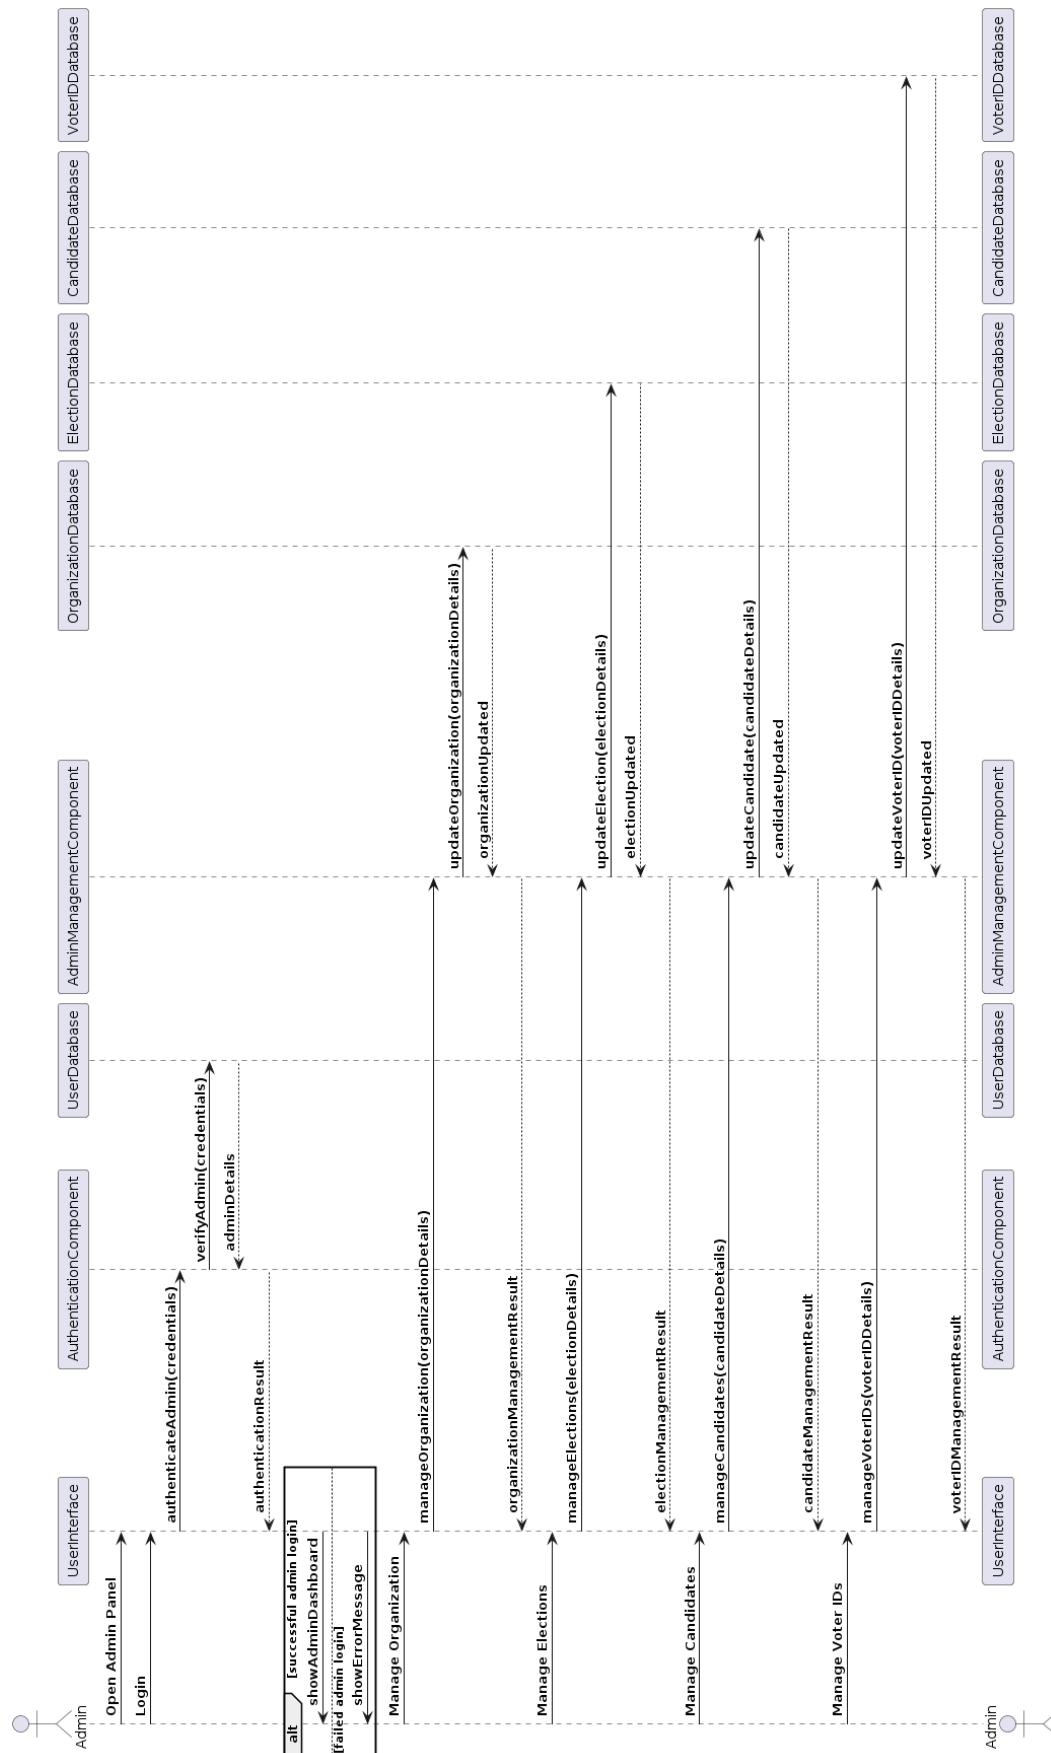 Admin
UserInterface
AuthenticationComponent
UserDatabase
AdminManagementComponent
OrganizationDatabase
ElectionDatabase
CandidateDatabase
VoterIDDatabase
Open Admin Panel
Login
authenticateAdmin(credentials)
verifyAdmin(credentials)
adminDetails
authenticationResult
alt
[successful admin login]
showAdminDashboard
[failed admin login]
showErrorMessage
Manage Organization
manageOrganization(organizationDetails)
updateOrganization(organizationDetails)
organizationUpdated
organizationManagementResult
Manage Elections
manageElections(electionDetails)
updateElection(electionDetails)
electionUpdated
electionManagementResult
Manage Candidates
manageCandidates(candidateDetails)
updateCandidate(candidateDetails)
candidateUpdated
candidateManagementResult
Manage Voter IDs
manageVoterIDs(voterIDDetails)
updateVoterID(voterIDDetails)
voterIDUpdated
voterIDManagementResult
Admin
UserInterface
AuthenticationComponent
UserDatabase
AdminManagementComponent
OrganizationDatabase
ElectionDatabase
CandidateDatabase
VoterIDDatabase